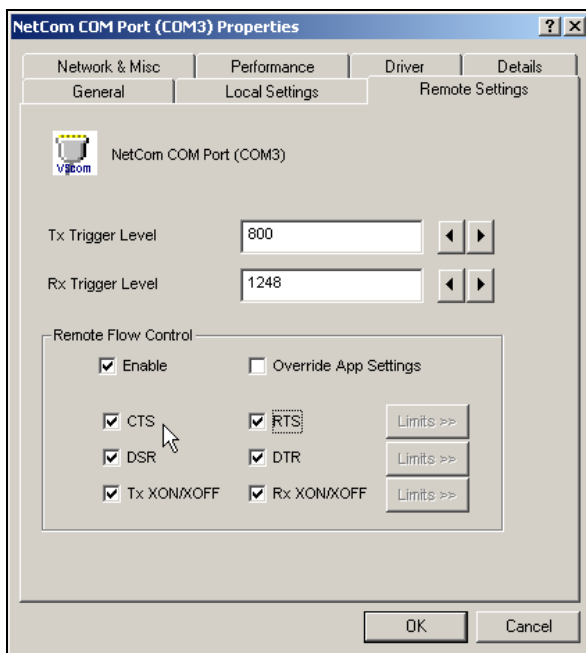 NetCom COM Port (COM3) Properties
? X
Network & Misc Performance Driver Details
General Local Settings Remote Settings
VScom
NetCom COM Port (COM3)
Tx Trigger Level 800
Rx Trigger Level 1248
Remote Flow Control
Enable Override App Settings
CTS RTS Limits >>
DSR DTR Limits >>
Tx XON/XOFF Rx XON/XOFF Limits >>
OK Cancel